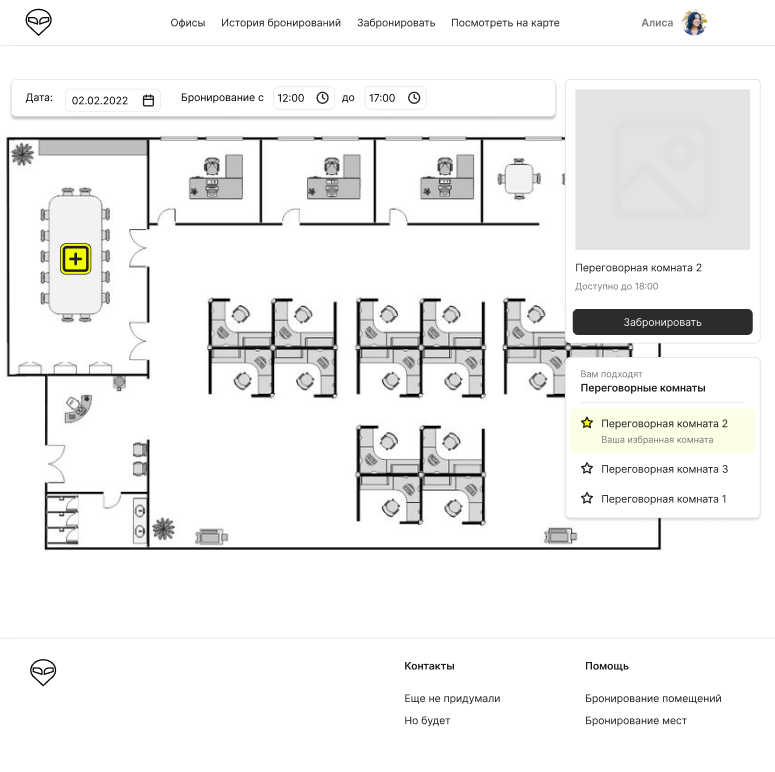 Офисы
История бронирований
Забронировать
Посмотреть на карте
Алиса
Дата:
02.02.2022
Бронирование с
12:00
до
17:00
Переговорная комната 2
Доступно до 18:00
Забронировать
Вам подходят
Переговорные комнаты
Переговорная комната 2
Ваша избранная комната
Переговорная комната 3
Переговорная комната 1
Контакты
Еще не придумали
Но будет
Помощь
Бронирование помещений
Бронирование мест